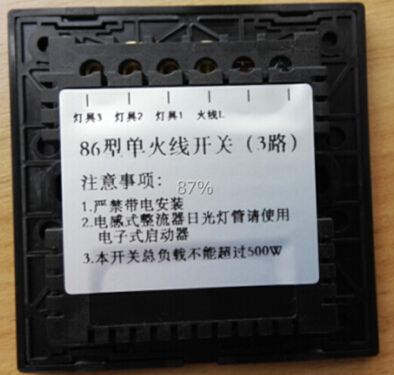 灯具3 灯具2 灯具1 火线L
86型单火线开关(3路)
注意事项:
87%
1.严禁带电安装
2.电感式整流器日光灯管请使用
电子式启动器
3.本开关总负载不能超过500W